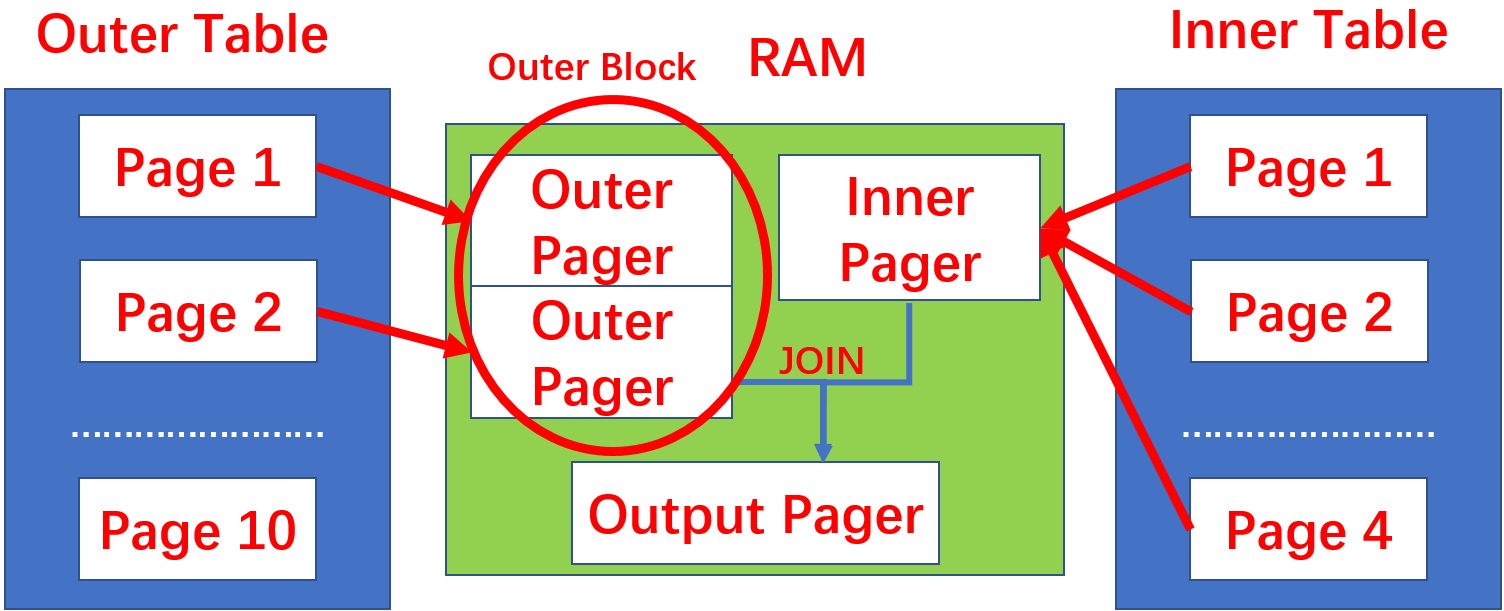 Outer Table
Page 1
Page 2
Page 10
Outer Block
RAM
Outer
Pager
Outer
Pager
Inner
Pager
JOIN
Output Pager
Inner Table
Page 1
Page 2
Page 4